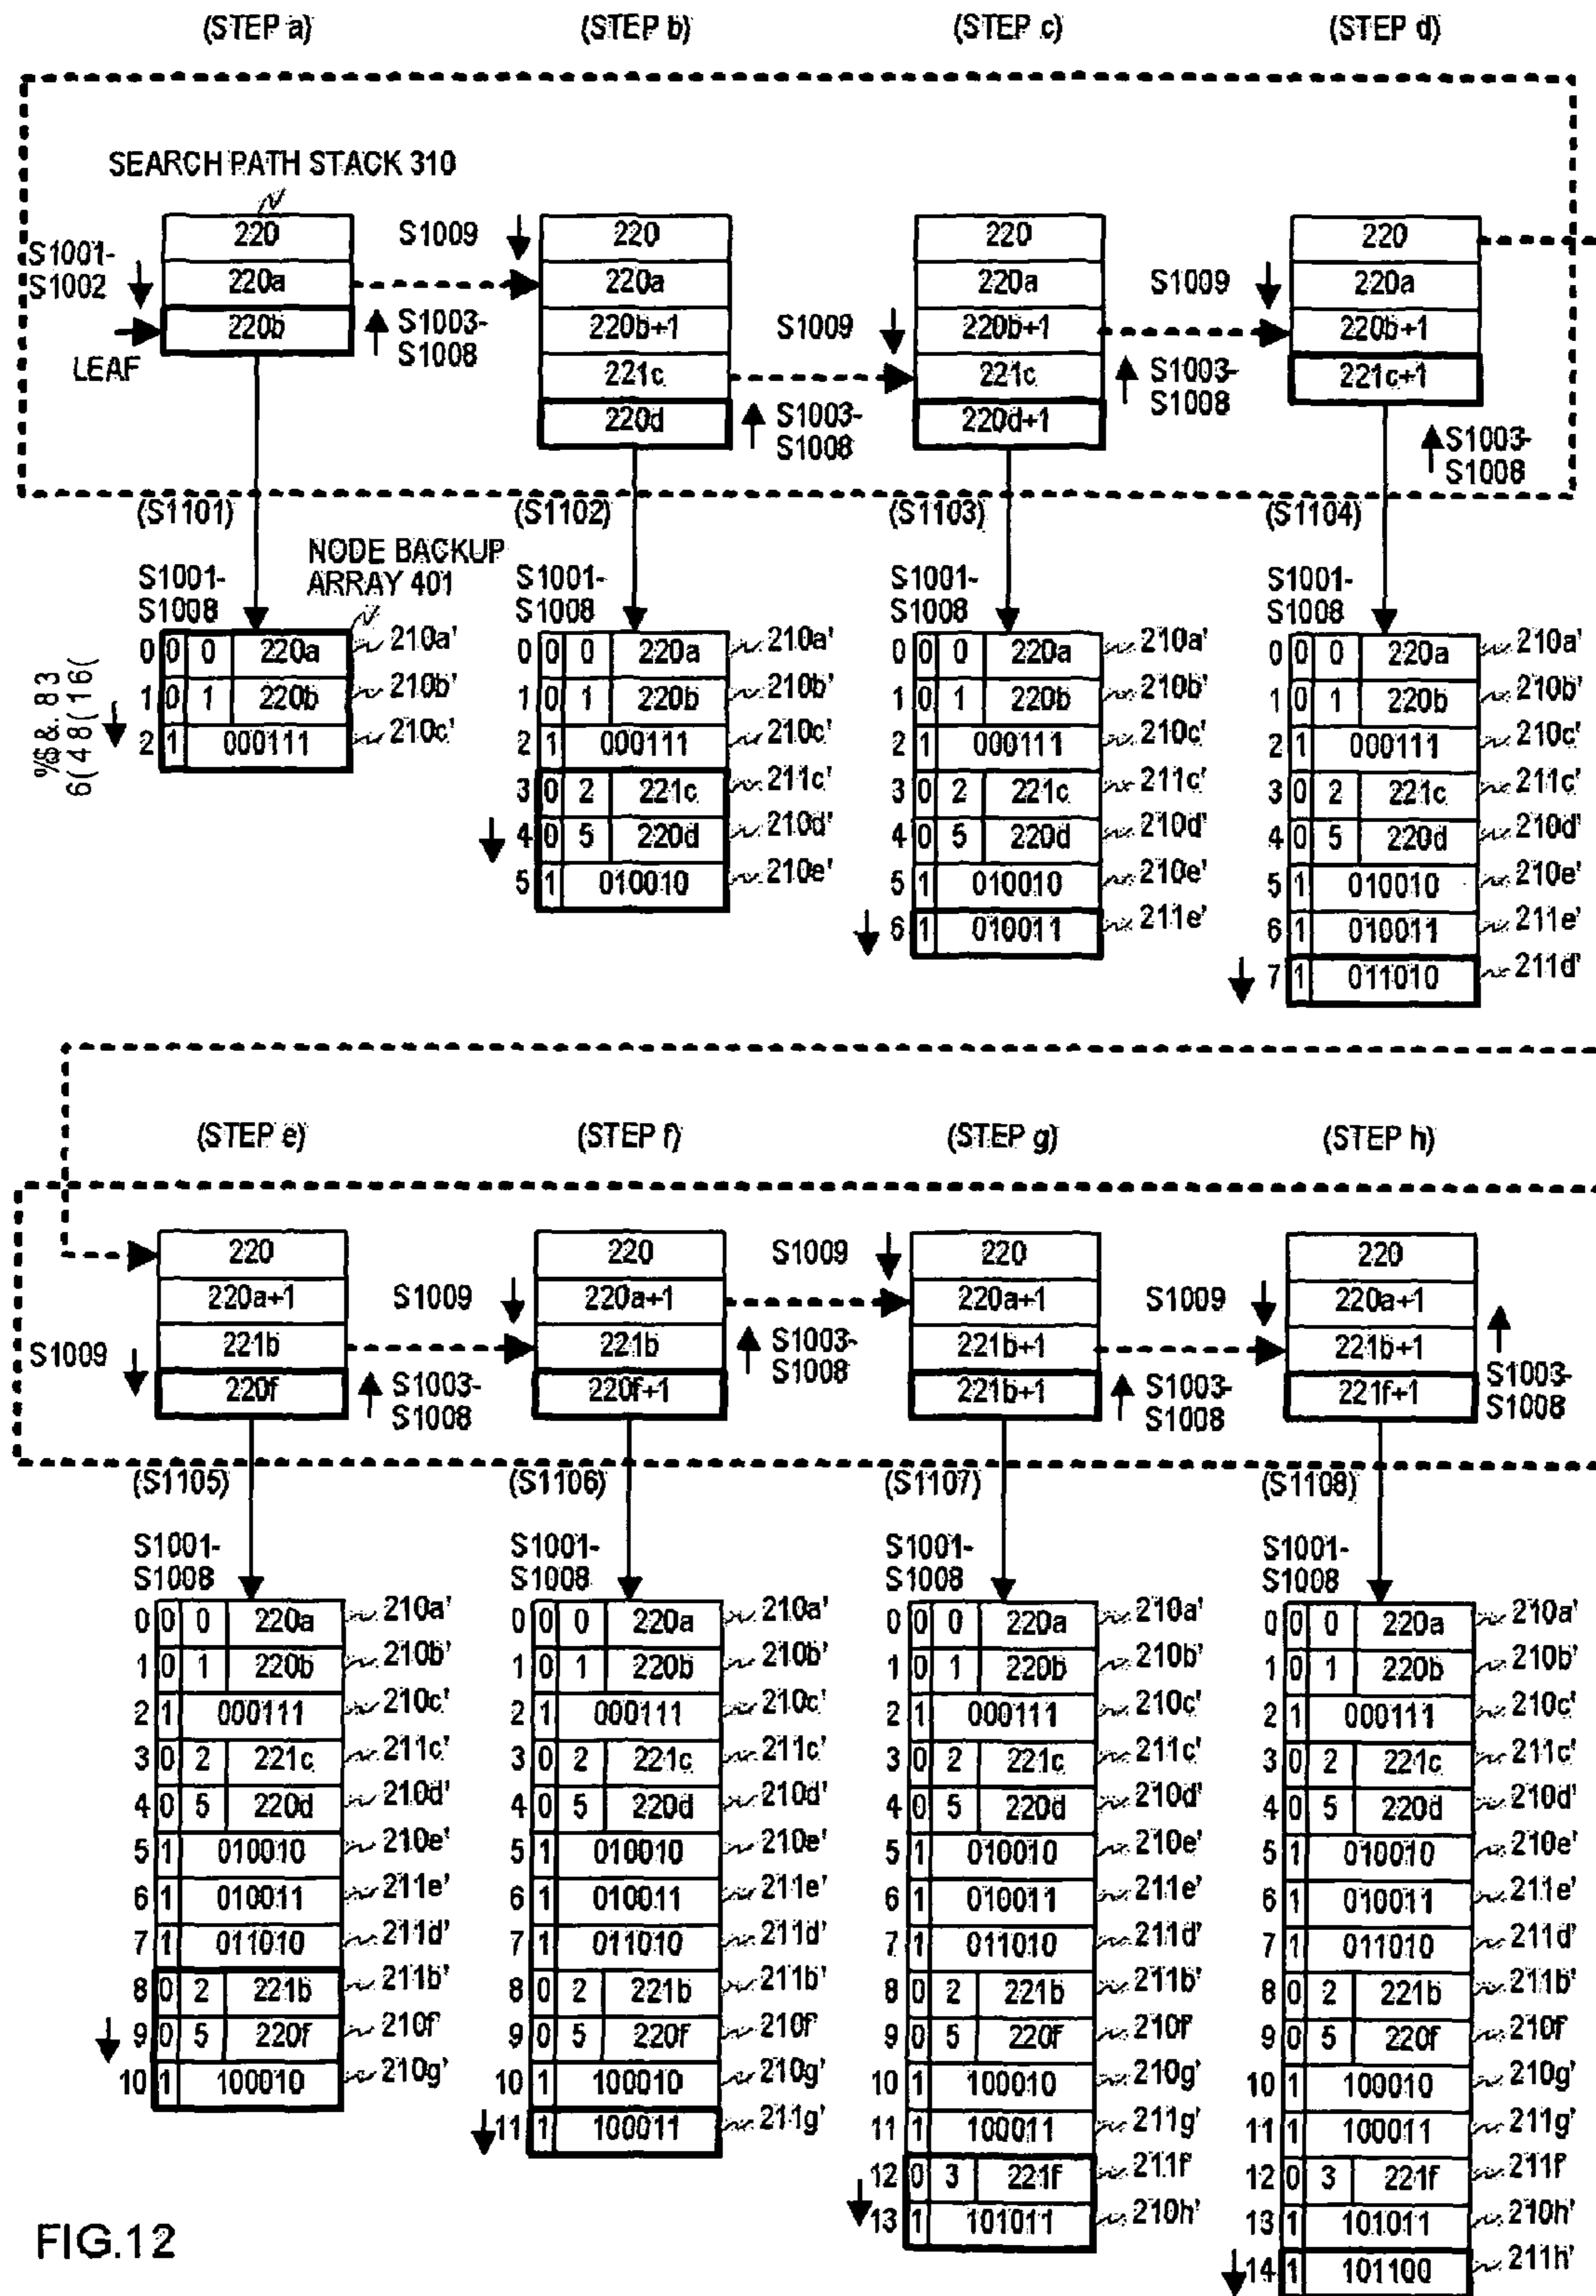 (STEP a) (STEP b) (STEP c) (STEP d)
SEARCH PATH STACK 310
S1001-
S1002
LEAF
220
220a
220b
S1003-
S1008
S1009
220
220a
220b+1
221c
220d
S1003-
S1008
S1009
220
220a
220b+1
221c
220d+1
S1003-
S1008
S1009
220
220a
220b+1
221c+1
S1003-
S1008
(S1101) (S1102) (S1103) (S1104)
NODE BACKUP
ARRAY 401
%$&. 83
6( 48( 16(
S1001-
S1008
0 0 0 220a 210a'
1 0 1 220b 210b'
2 1 000111 210c'
S1001-
S1008
0 0 0 220a 210a'
1 0 1 220b 210b'
2 1 000111 210c'
3 0 2 221c 211c'
4 0 5 220d 210d'
5 1 010010 210e'
S1001-
S1008
0 0 0 220a 210a'
1 0 1 220b 210b'
2 1 000111 210c'
3 0 2 221c 211c'
4 0 5 220d 210d'
5 1 010010 210e'
6 1 010011 211e'
S1001-
S1008
0 0 0 220a 210a'
1 0 1 220b 210b'
2 1 000111 210c'
3 0 2 221c 211c'
4 0 5 220d 210d'
5 1 010010 210e'
6 1 010011 211e'
7 1 011010 211d'
(STEP e) (STEP f) (STEP g) (STEP h)
S1009
220
220a+1
221b
220f
S1003-
S1008
S1009
220
220a+1
221b
220f+1
S1003-
S1008
S1009
220
220a+1
221b+1
221b+1
S1003-
S1008
S1009
220
220a+1
221b+1
221f+1
S1003-
S1008
(S1105) (S1106) (S1107) (S1108)
S1001-
S1008
0 0 0 220a 210a'
1 0 1 220b 210b'
2 1 000111 210c'
3 0 2 221c 211c'
4 0 5 220d 210d'
5 1 010010 210e'
6 1 010011 211e'
7 1 011010 211d'
8 0 2 221b 211b'
9 0 5 220f 210f'
10 1 100010 210g'
S1001-
S1008
0 0 0 220a 210a'
1 0 1 220b 210b'
2 1 000111 210c'
3 0 2 221c 211c'
4 0 5 220d 210d'
5 1 010010 210e'
6 1 010011 211e'
7 1 011010 211d'
8 0 2 221b 211b'
9 0 5 220f 210f'
10 1 100010 210g'
11 1 100011 211g'
S1001-
S1008
0 0 0 220a 210a'
1 0 1 220b 210b'
2 1 000111 210c'
3 0 2 221c 211c'
4 0 5 220d 210d'
5 1 010010 210e'
6 1 010011 211e'
7 1 011010 211d'
8 0 2 221b 211b'
9 0 5 220f 210f'
10 1 100010 210g'
11 1 100011 211g'
12 0 3 221f 211f'
13 1 101011 210h'
S1001-
S1008
0 0 0 220a 210a'
1 0 1 220b 210b'
2 1 000111 210c'
3 0 2 221c 211c'
4 0 5 220d 210d'
5 1 010010 210e'
6 1 010011 211e'
7 1 011010 211d'
8 0 2 221b 211b'
9 0 5 220f 210f'
10 1 100010 210g'
11 1 100011 211g'
12 0 3 221f 211f'
13 1 101011 210h'
14 1 101100 211h'
FIG.12